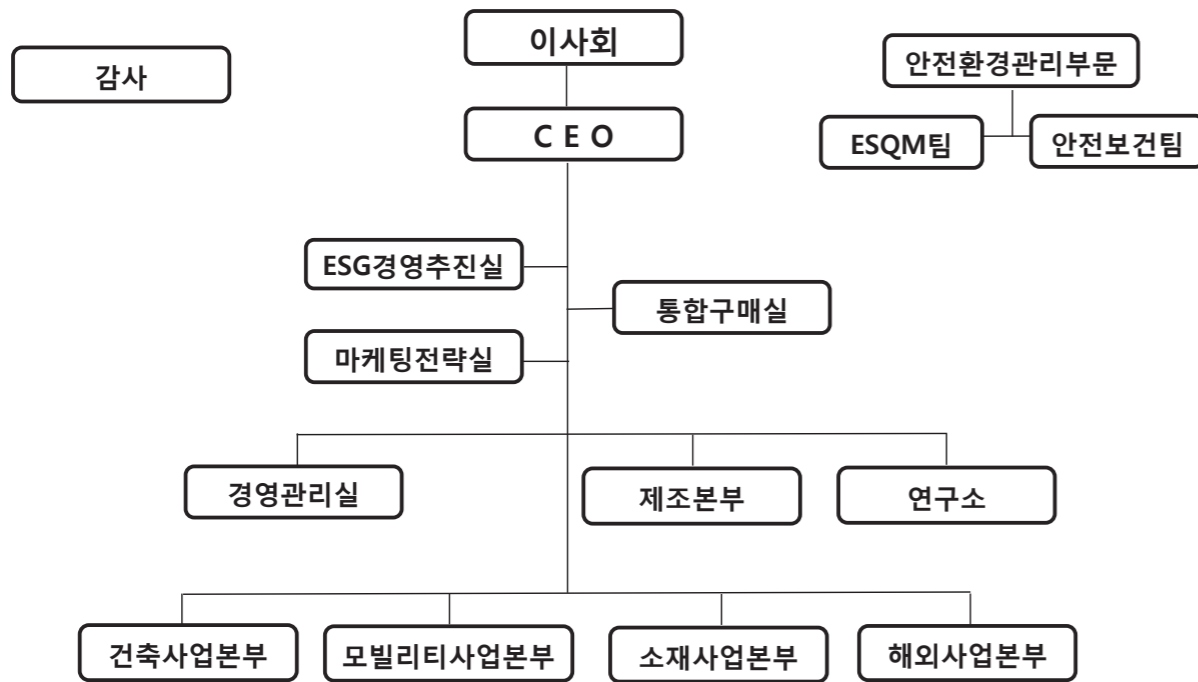 이사회
감사
안전환경관리부문
C E O
ESQM팀
안전보건팀
ESG경영추진실
통합구매실
마케팅전략실
경영관리실
제조본부
연구소
건축사업본부
모빌리티사업본부
소재사업본부
해외사업본부